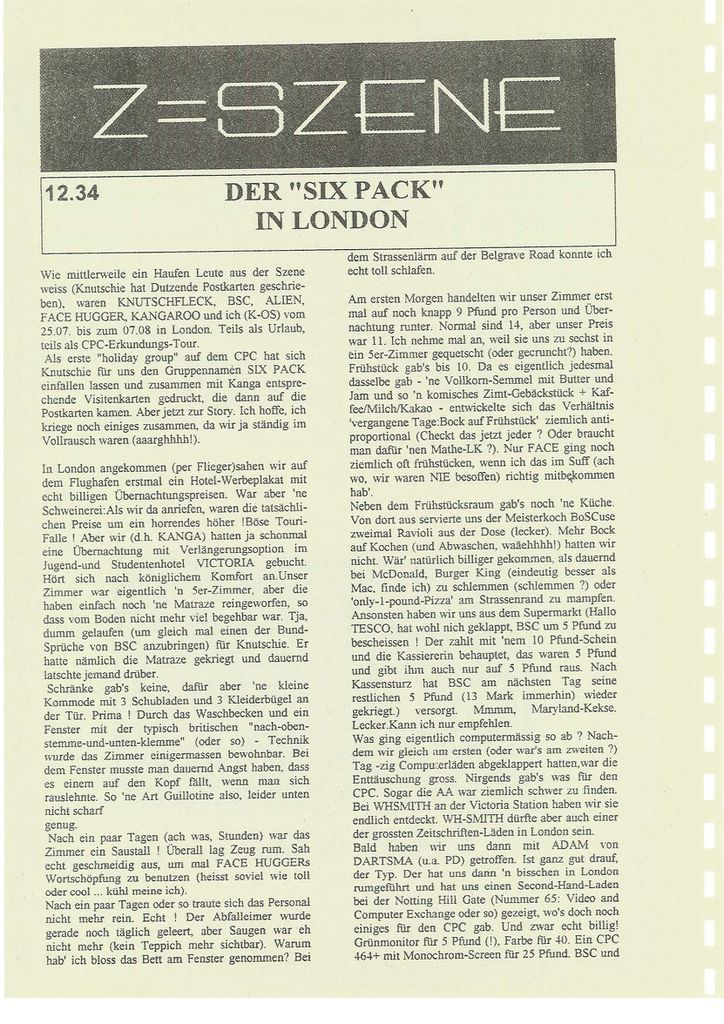 Z=SZENE
12.34
DER "SIX PACK"
IN LONDON
Wie mittlerweile ein Haufen Leute aus der Szene
weiss (Knutschie hat Dutzende Postkarten geschrie-
ben), waren KNUTSCHFLECK, BSC, ALIEN,
FACE HUGGER, KANGAROO und ich (K-OS) vom
25.07. bis zum 07.08 in London. Teils als Urlaub,
teils als CPC-Erkundungs-Tour.
Als erste "holiday group" auf dem CPC hat sich
Knutschie für uns den Gruppennamen SIX PACK
einfallen lassen und zusammen mit Kanga entspre-
chende Visitenkarten gedruckt, die dann auf die
Postkarten kamen. Aber jetzt zur Story. Ich hoffe, ich
kriege noch einiges zusammen, da wir ja ständig im
Vollrausch waren (aaarghhhh!).
In London angekommen (per Flieger)sahen wir auf
dem Flughafen erstmal ein Hotel-Werbeplakat mit
echt billigen Übernachtungspreisen. War aber 'ne
Schweinerei:Als wir da anriefen, waren die tatsächli-
chen Preise um ein horrendes höher !Böse Touri-
Falle ! Aber wir (d.h. KANGA) hatten ja schonmal
eine Übernachtung mit Verlängerungsoption im
Jugend-und Studentenhotel VICTORIA gebucht.
Hört sich nach königlichem Komfort an.Unser
Zimmer war eigentlich 'n 5er-Zimmer, aber die
haben einfach noch 'ne Matraze reingeworfen, so
dass vom Boden nicht mehr viel begehbar war. Tja,
dumm gelaufen (um gleich mal einen der Bund-
Sprüche von BSC anzubringen) für Knutschie. Er
hatte nämlich die Matraze gekriegt und dauernd
latschte jemand drüber.
Schränke gab's keine, dafür aber 'ne kleine
Kommode mit 3 Schubladen und 3 Kleiderbügel an
der Tür. Prima ! Durch das Waschbecken und ein
Fenster mit der typisch britischen "nach-oben-
stemme-und-unten-klemme" (oder so) - Technik
wurde das Zimmer einigermassen bewohnbar. Bei
dem Fenster musste man dauernd Angst haben, dass
es einem auf den Kopf fällt, wenn man sich
rauslehnte. So 'ne Art Guillotine also, leider unten
nicht scharf
genug.
Nach ein paar Tagen (ach was, Stunden) war das
Zimmer ein Saustall ! Überall lag Zeug rum. Sah
echt geschmeidig aus, um mal FACE HUGGERs
Wortschöpfung zu benutzen (heisst soviel wie toll
oder cool ... kühl meine ich).
Nach ein paar Tagen oder so traute sich das Personal
nicht mehr rein. Echt ! Der Abfalleimer wurde
gerade noch täglich geleert, aber Saugen war eh
nicht mehr (kein Teppich mehr sichtbar). Warum
hab' ich bloss das Bett am Fenster genommen? Bei
dem Strassenlärm auf der Belgrave Road konnte ich
echt toll schlafen.
Am ersten Morgen handelten wir unser Zimmer erst
mal auf noch knapp 9 Pfund pro Person und Über-
nachtung runter. Normal sind 14, aber unser Preis
war 11. Ich nehme mal an, weil sie uns zu sechst in
ein 5er-Zimmer gequetscht (oder gecruncht?) haben.
Frühstück gab's bis 10. Da es eigentlich jedesmal
dasselbe gab - 'ne Vollkorn-Semmel mit Butter und
Jam und so 'n komisches Zimt-Gebäckstück + Kaf-
fee/Milch/Kakao - entwickelte sich das Verhältnis
'vergangene Tage:Bock auf Frühstück' ziemlich anti-
proportional (Checkt das jetzt jeder ? Oder braucht
man dafür 'nen Mathe-LK ?). Nur FACE ging noch
ziemlich oft frühstücken, wenn ich das im Suff (ach
wo, wir waren NIE besoffen) richtig mitbekommen
hab'.
Neben dem Frühstücksraum gab's noch 'ne Küche.
Von dort aus servierte uns der Meisterkoch BoSCuse
zweimal Ravioli aus der Dose (lecker). Mehr Bock
auf Kochen (und Abwaschen, waäehhhh!) hatten wir
nicht. Wär' natürlich billiger gekommen, als dauernd
bei McDonald, Burger King (eindeutig besser als
Mac, finde ich) zu schlemmen (schlemmen ?) oder
'only-1-pound-Pizza' am Strassenrand zu mampfen.
Ansonsten haben wir uns aus dem Supermarkt (Hallo
TESCO, hat wohl nich geklappt, BSC um 5 Pfund zu
bescheissen ! Der zahlt mit 'nem 10 Pfund-Schein
und die Kassiererin behauptet, das waren 5 Pfund
und gibt ihm auch nur auf 5 Pfund raus. Nach
Kassensturz hat BSC am nächsten Tag seine
restlichen 5 Pfund (13 Mark immerhin) wieder
gekriegt.) versorgt. Mmmm, Maryland-Kekse.
Lecker.Kann ich nur empfehlen.
Was ging eigentlich computermässig so ab ? Nach-
dem wir gleich am ersten (oder war's am zweiten ?)
Tag -zig Computerläden abgeklappert hatten,war die
Enttäuschung gross. Nirgends gab's was für den
CPC. Sogar die AA war ziemlich schwer zu finden.
Bei WHSMITH an der Victoria Station haben wir sie
endlich entdeckt. WH-SMITH dürfte aber auch einer
der grossten Zeitschriften-Läden in London sein.
Bald haben wir uns dann mit ADAM von
DARTSMA (u.a. PD) getroffen. Ist ganz gut drauf,
der Typ. Der hat uns dann 'n bisschen in London
rumgeführt und hat uns einen Second-Hand-Laden
bei der Notting Hill Gate (Nummer 65: Video and
Computer Exchange oder so) gezeigt, wo's doch noch
einiges für den CPC gab. Und zwar echt billig!
Grünmonitor für 5 Pfund (!), Farbe für 40. Ein CPC
464+ mit Monochrom-Screen für 25 Pfund. BSC und